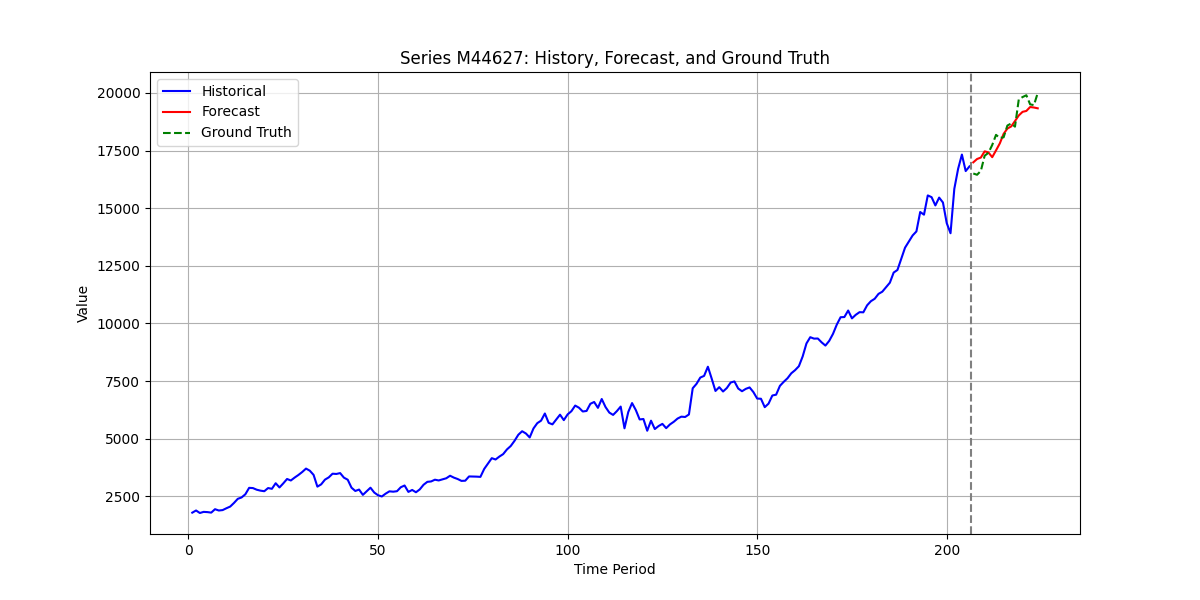 Series M44627: History, Forecast, and Ground Truth
Historical
Forecast
Ground Truth
20000
17500
15000
12500
10000
7500
5000
2500
Value
0
50
100
150
200
Time Period